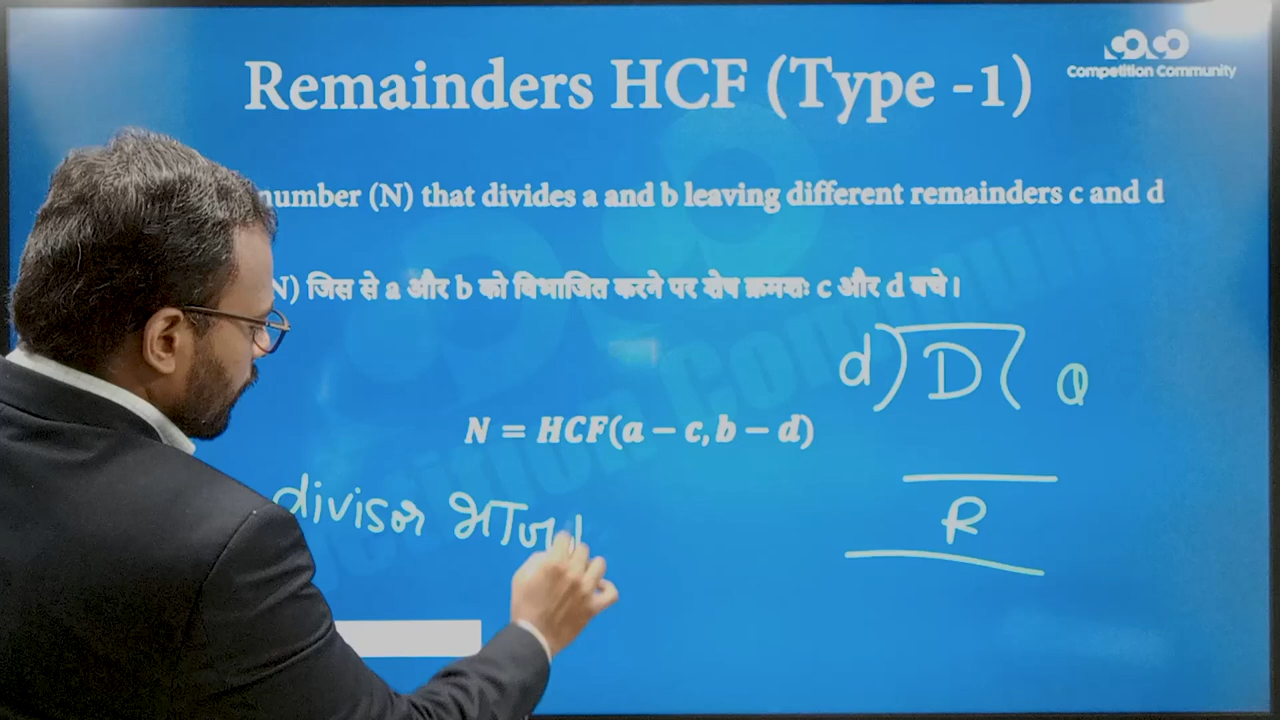 Competition Community
Remainders HCF (Type -1)
number (N) that divides a and b leaving different remainders c and d
N) जिस से a और b को विभाजित करने पर शेष क्रमशः c और d बचे।
d) D ( Q
N = HCF(a − c, b − d)
R
divisor भाज